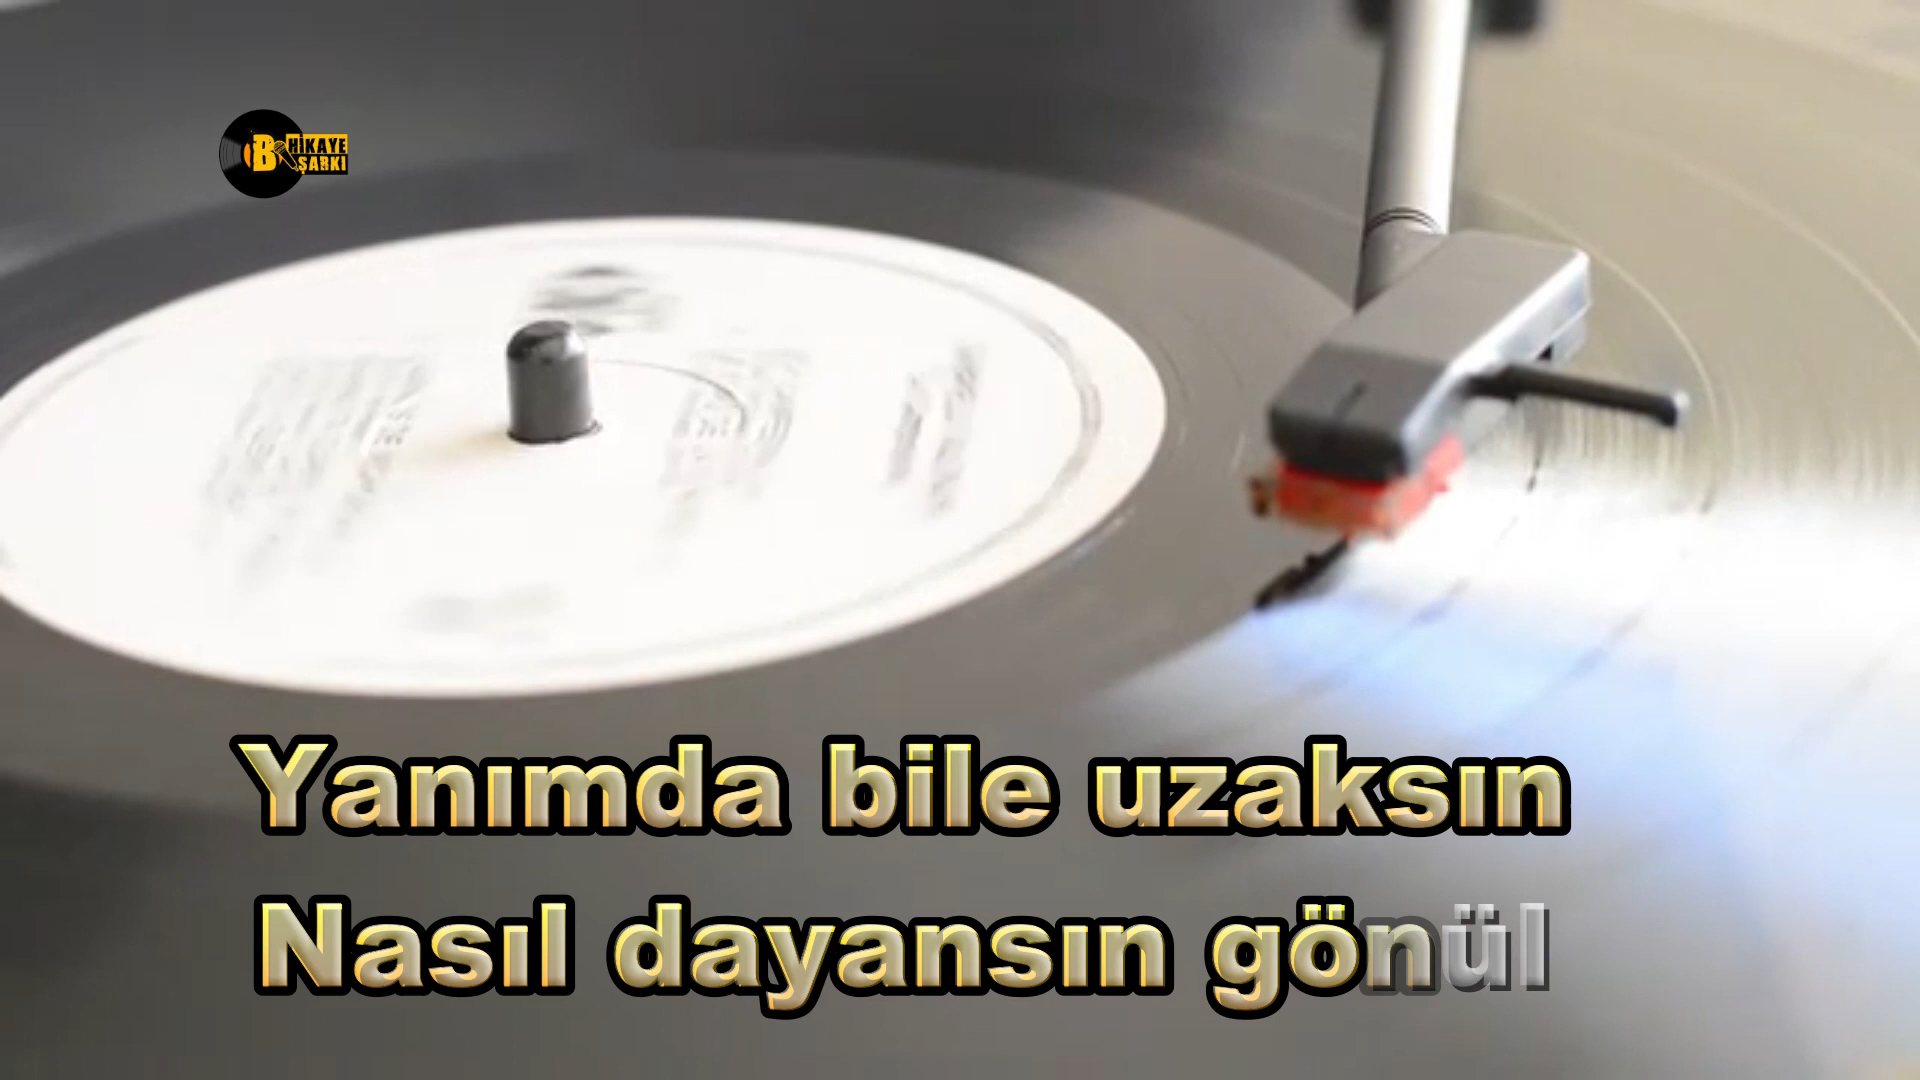 B HİKAYE
ŞARKI
Yanımda bile uzaksın
Nasıl dayansın gönül